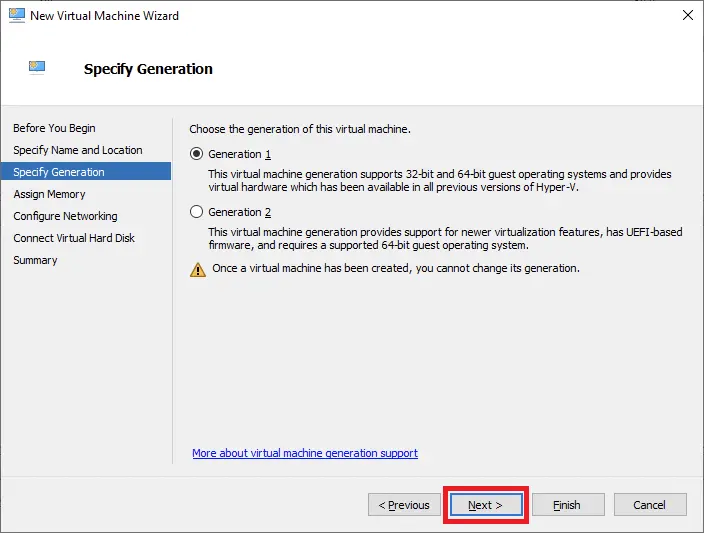 New Virtual Machine Wizard
Specify Generation
Before You Begin
Specify Name and Location
Specify Generation
Assign Memory
Configure Networking
Connect Virtual Hard Disk
Summary
Choose the generation of this virtual machine.
Generation 1
This virtual machine generation supports 32-bit and 64-bit guest operating systems and provides
virtual hardware which has been available in all previous versions of Hyper-V.
Generation 2
This virtual machine generation provides support for newer virtualization features, has UEFI-based
firmware, and requires a supported 64-bit guest operating system.
Once a virtual machine has been created, you cannot change its generation.
More about virtual machine generation support
< Previous
Next >
Finish
Cancel